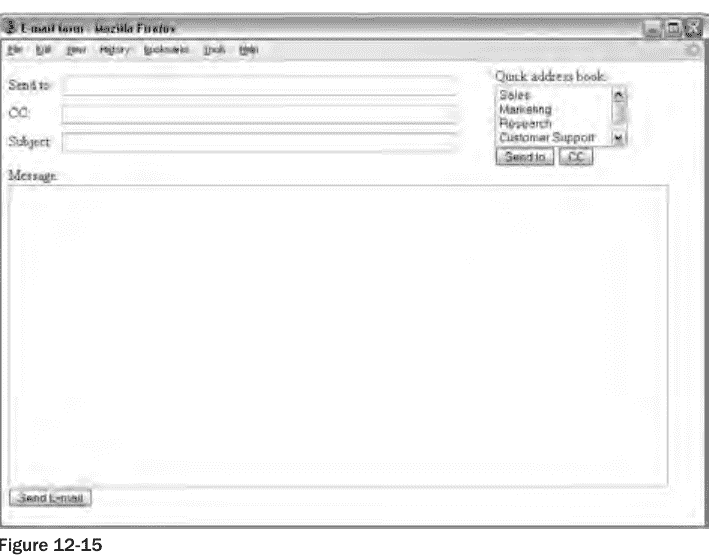 E-mail form - Mozilla Firefox
File Edit View History Bookmarks Tools Help
Send to:
CC:
Subject:
Quick address book:
Sales
Marketing
Research
Customer Support
Send to CC
Message:
Send E-mail
Figure 12-15